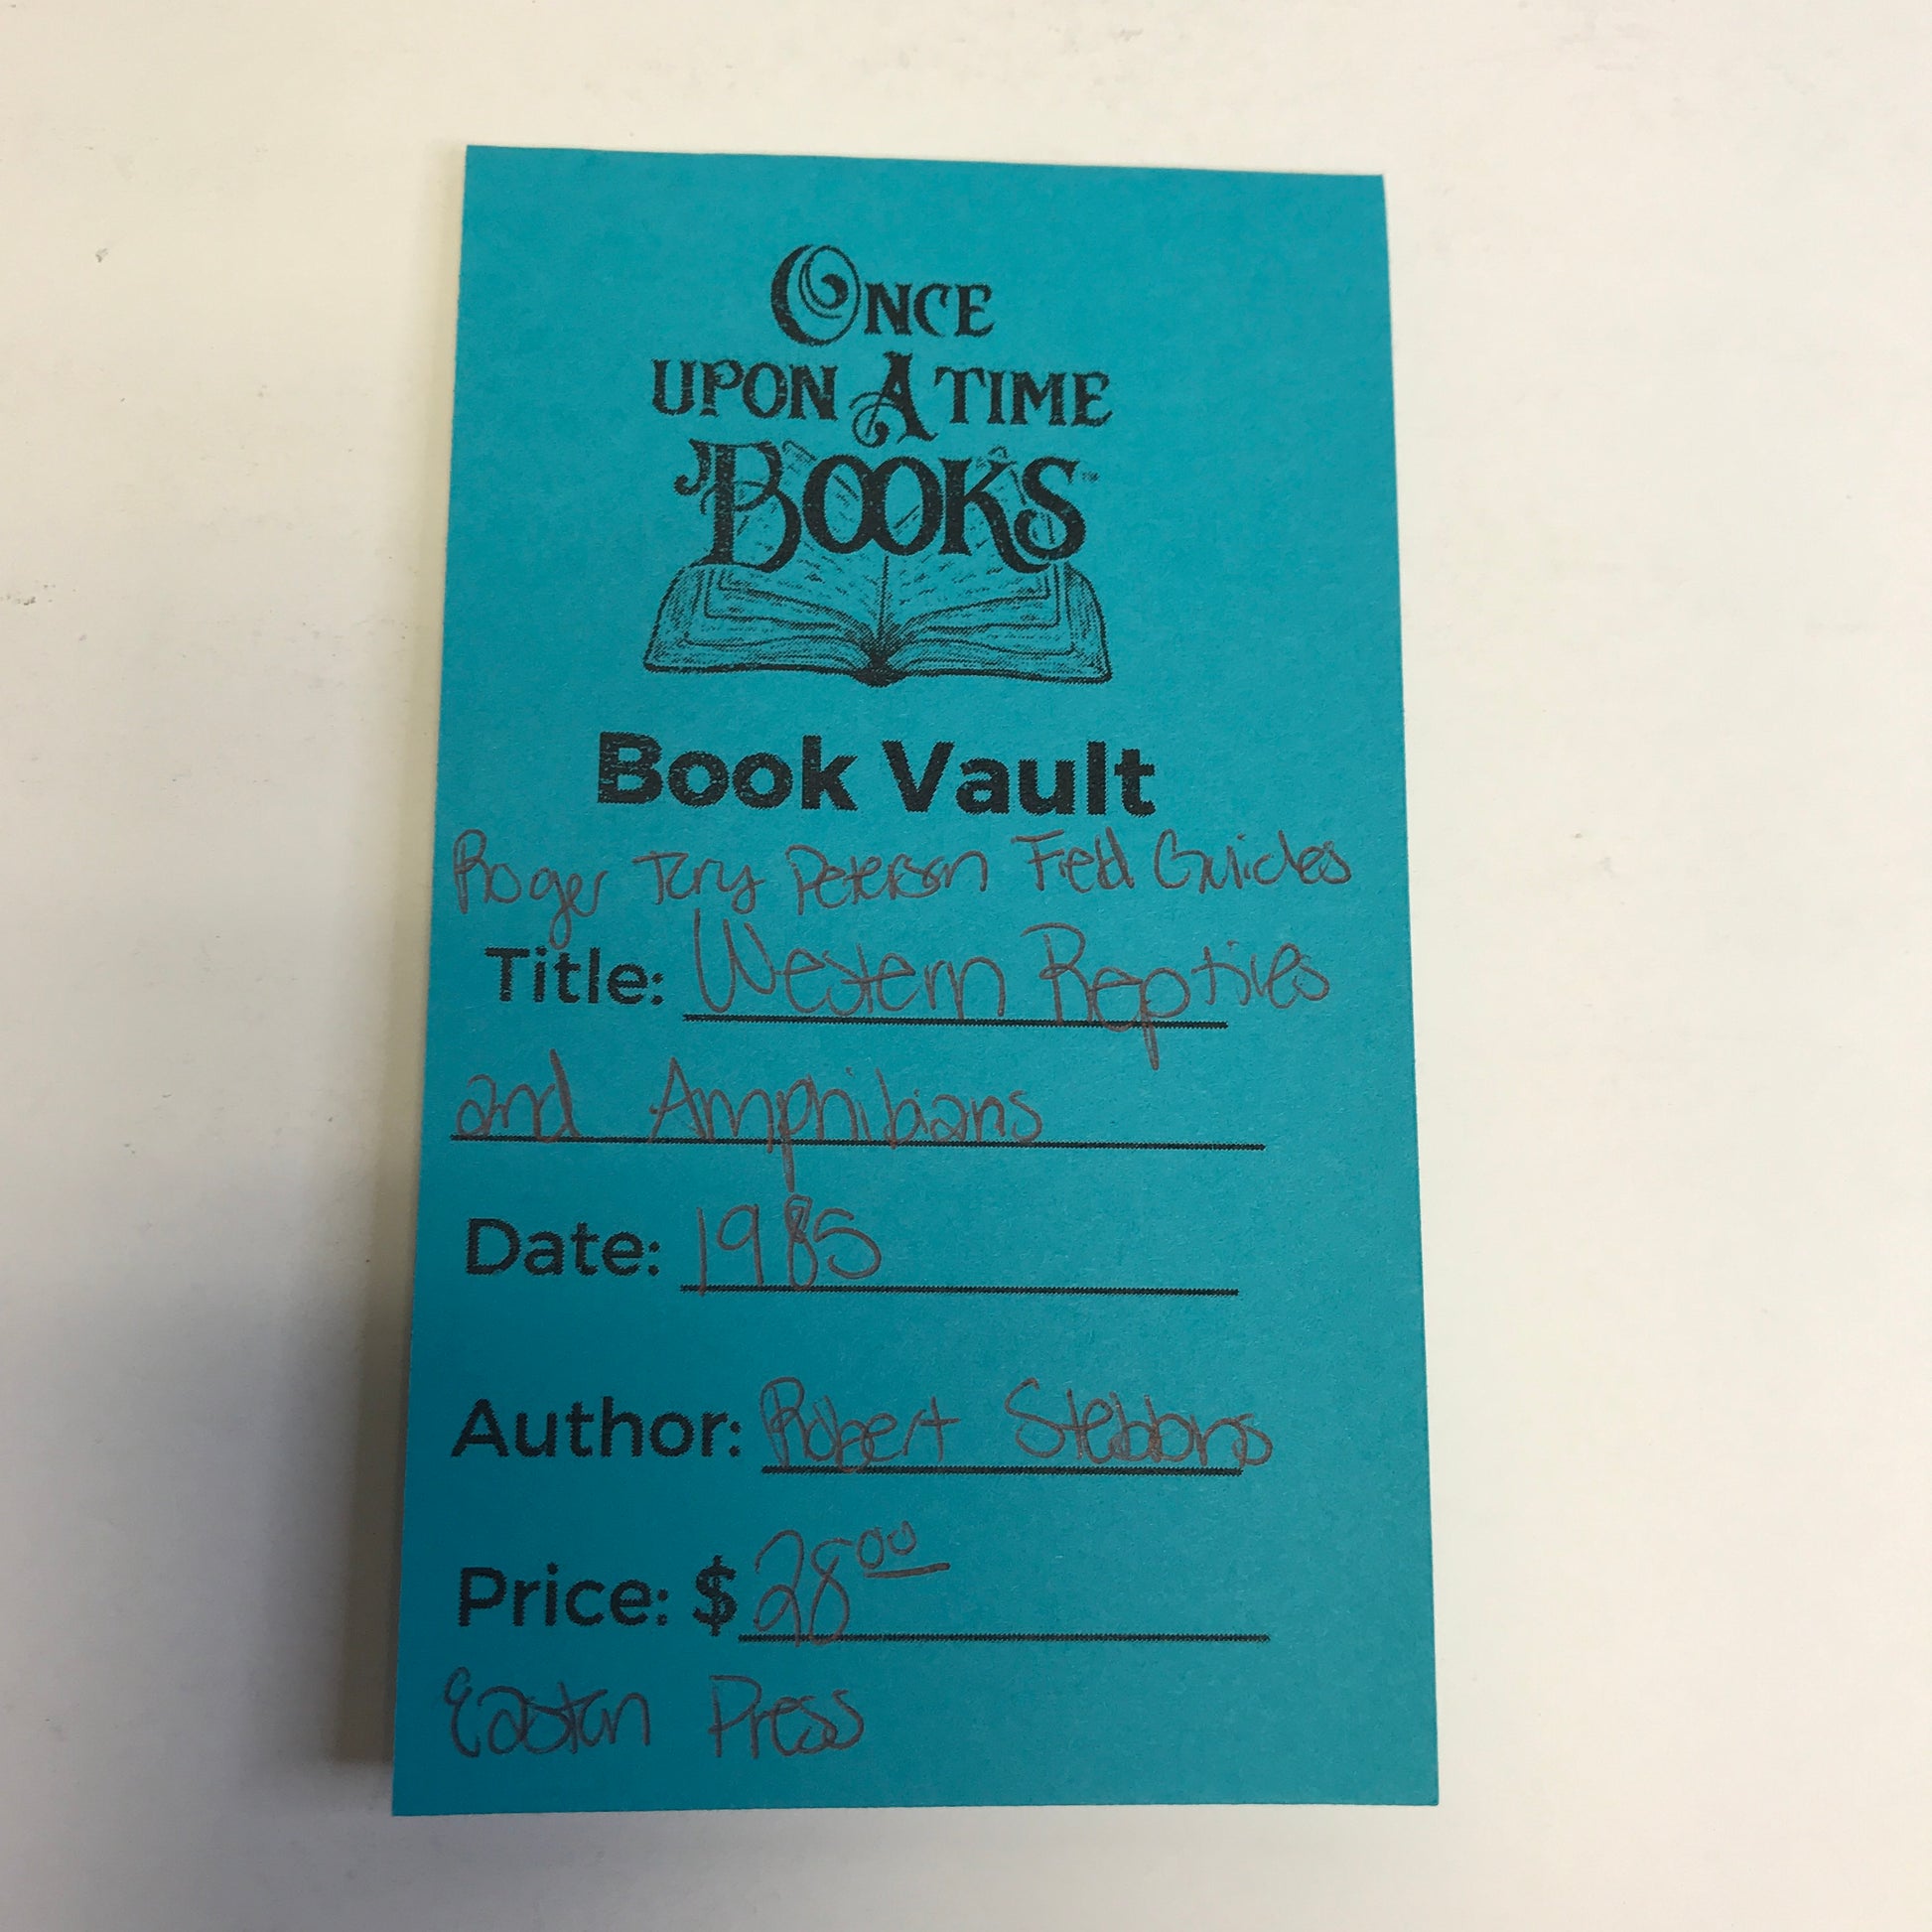 ONCE
UPON A TIME
BOOKS™
Book Vault
Roger Tory Peterson Field Guides
Title: Western Reptiles
and Amphibians
Date: 1985
Author: Robert Stebbins
Price: $28.00
Easton Press